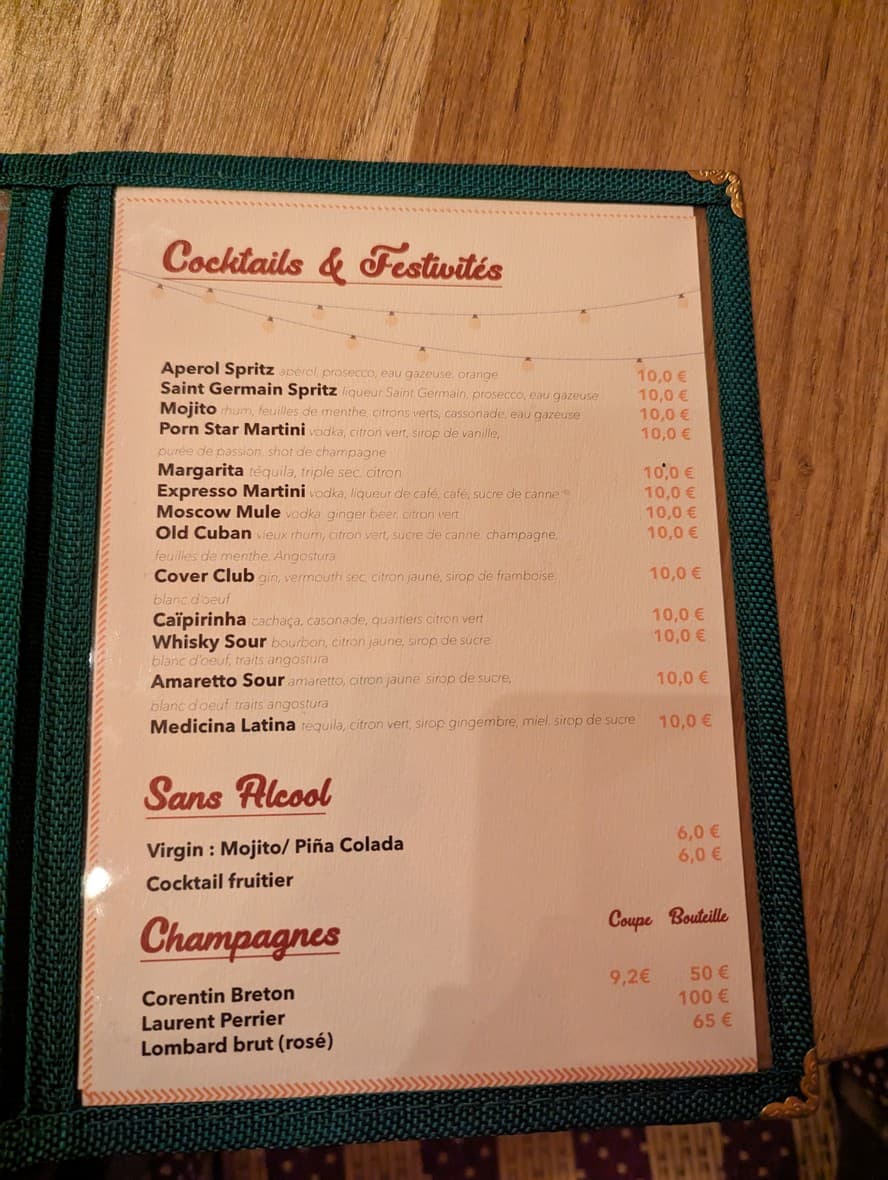 Cocktails & Festivités
Aperol Spritz aperol, prosecco, eau gazeuse, orange 10,0 €
Saint Germain Spritz liqueur Saint Germain, prosecco, eau gazeuse 10,0 €
Mojito rhum, feuilles de menthe, citrons verts, cassonade, eau gazeuse 10,0 €
Porn Star Martini vodka, citron vert, sirop de vanille, 10,0 €
purée de passion, shot de champagne
Margarita téquila, triple sec, citron 10,0 €
Expresso Martini vodka, liqueur de café, café, sucre de canne 10,0 €
Moscow Mule vodka ginger beer, citron vert 10,0 €
Old Cuban vieux rhum, citron vert, sucre de canne, champagne, 10,0 €
feuilles de menthe, Angostura
Cover Club gin, vermouth sec, citron jaune, sirop de framboise, 10,0 €
blanc d'oeuf
Caïpirinha cachaça, casonade, quartiers citron vert 10,0 €
Whisky Sour bourbon, citron jaune, sirop de sucre 10,0 €
blanc d'oeuf, traits angostura
Amaretto Sour amaretto, citron jaune sirop de sucre, 10,0 €
blanc d'oeuf traits angostura
Medicina Latina tequila, citron vert, sirop gingembre, miel, sirop de sucre 10,0 €
Sans Alcool
Virgin : Mojito/ Piña Colada 6,0 €
Cocktail fruitier 6,0 €
Champagnes Coupe Bouteille
Corentin Breton 9,2€ 50 €
Laurent Perrier 100 €
Lombard brut (rosé) 65 €